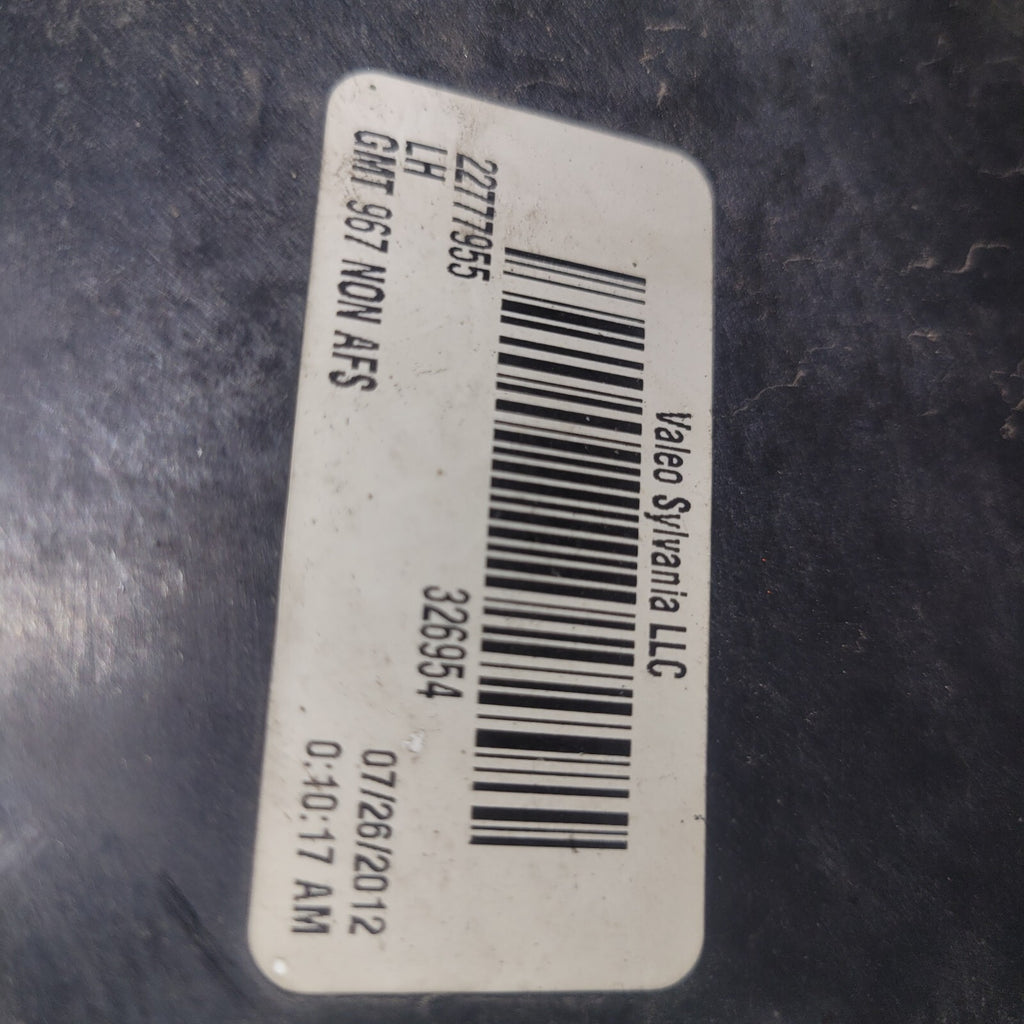 Valeo Sylvania LLC
22777955
LH
326954
GMT 967 NON AFS
07/26/2012
0:10:17 AM